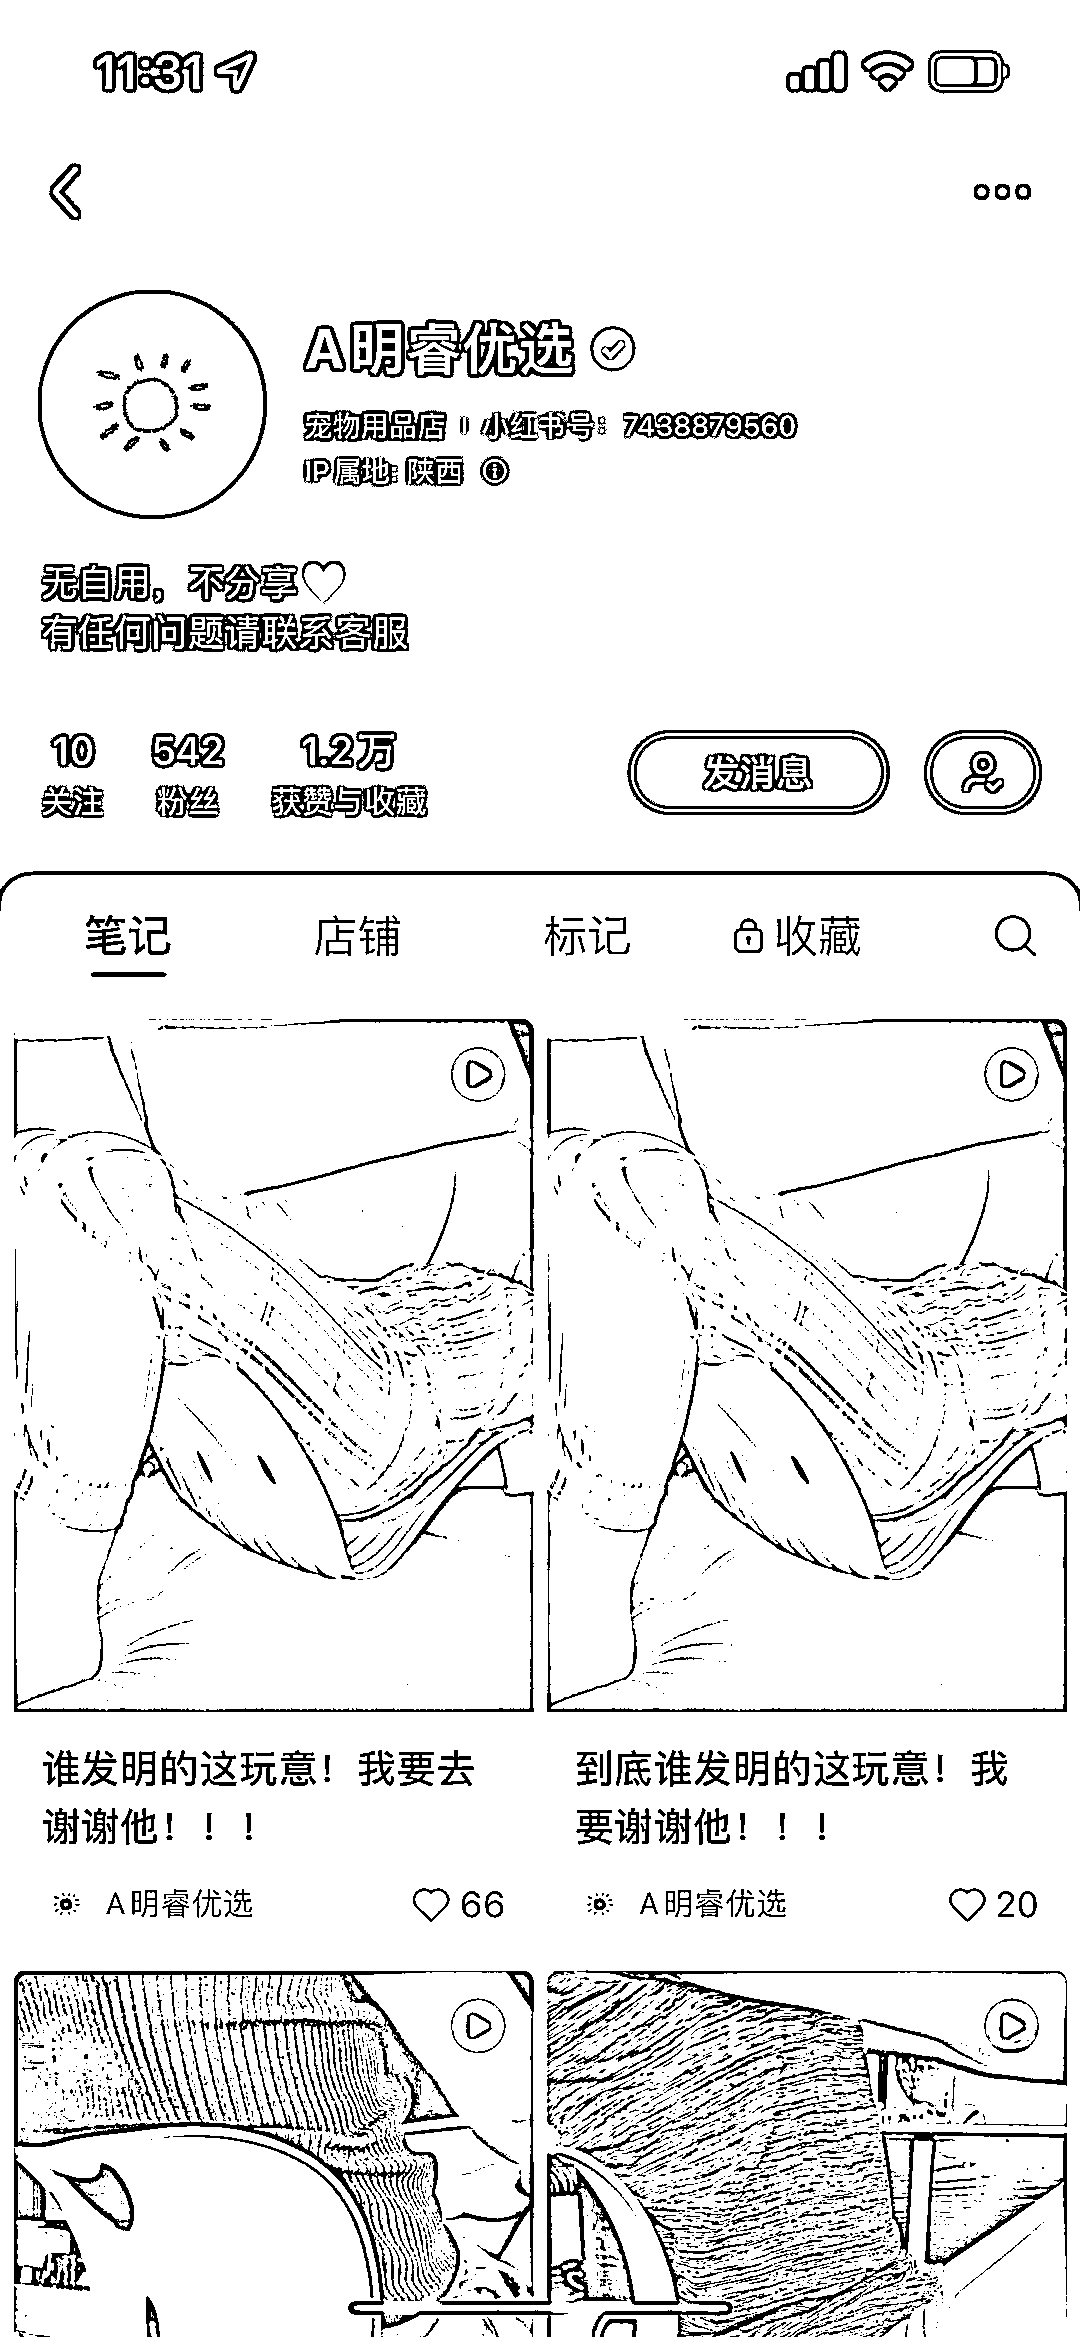 11:31
A明睿优选
宠物用品店 | 小红书号：7438879560
IP属地: 陕西
无自用，不分享♡
有任何问题请联系客服
10 542 1.2万
关注 粉丝 获赞与收藏
发消息
笔记 店铺 标记 收藏
谁发明的这玩意！我要去
谢谢他！！！
A明睿优选 66
到底谁发明的这玩意！我
要谢谢他！！！
A明睿优选 20